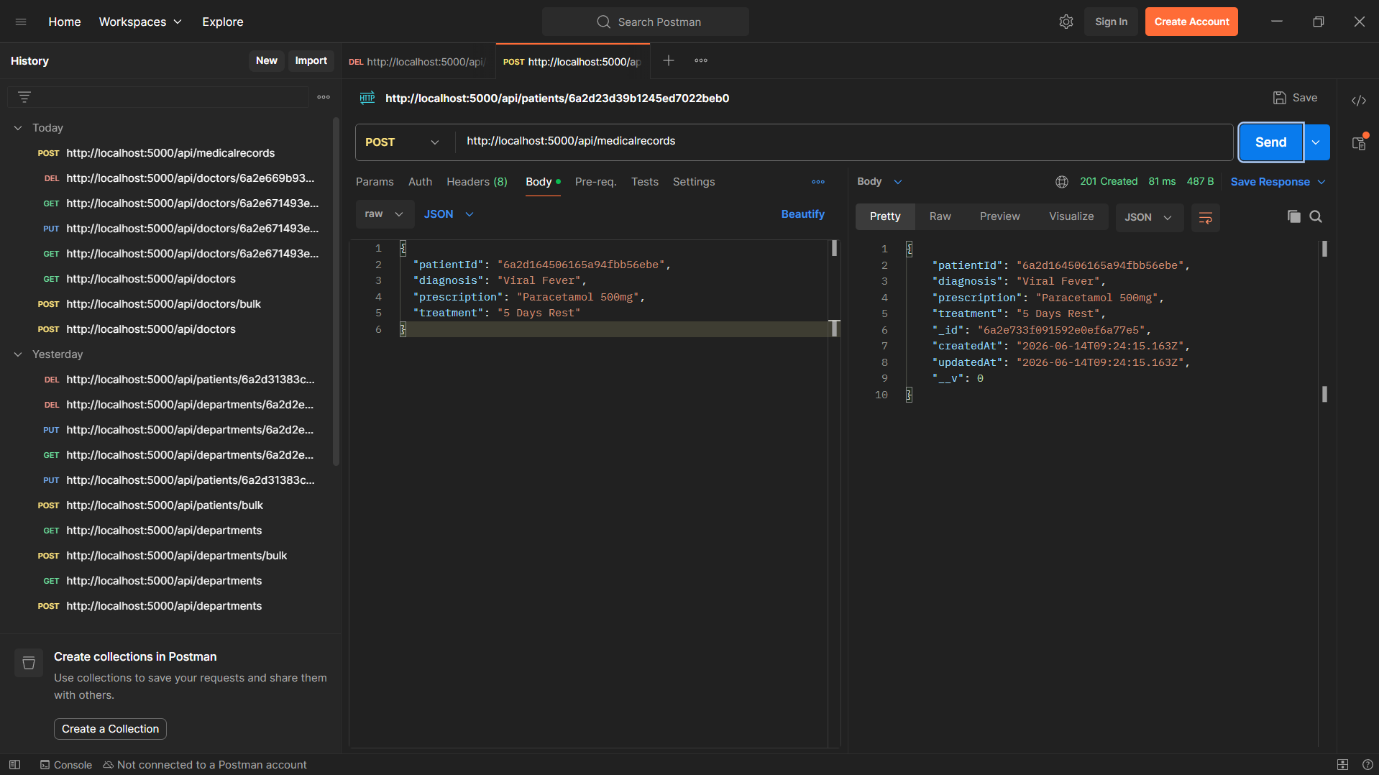 Home Workspaces Explore
Search Postman
Sign In Create Account
History New Import
Today
POST http://localhost:5000/api/medicalrecords
DEL http://localhost:5000/api/doctors/6a2e669b93...
GET http://localhost:5000/api/doctors/6a2e671493e...
PUT http://localhost:5000/api/doctors/6a2e671493e...
GET http://localhost:5000/api/doctors/6a2e671493e...
GET http://localhost:5000/api/doctors
POST http://localhost:5000/api/doctors/bulk
POST http://localhost:5000/api/doctors
Yesterday
DEL http://localhost:5000/api/patients/6a2d31383c...
DEL http://localhost:5000/api/departments/6a2d2e...
PUT http://localhost:5000/api/departments/6a2d2e...
GET http://localhost:5000/api/departments/6a2d2e...
PUT http://localhost:5000/api/patients/6a2d31383c...
POST http://localhost:5000/api/patients/bulk
GET http://localhost:5000/api/departments
POST http://localhost:5000/api/departments/bulk
GET http://localhost:5000/api/departments
POST http://localhost:5000/api/departments
Create collections in Postman
Use collections to save your requests and share them
with others.
Create a Collection
DEL http://localhost:5000/api/
POST http://localhost:5000/ap
HTTP http://localhost:5000/api/patients/6a2d23d39b1245ed7022beb0
Save
POST http://localhost:5000/api/medicalrecords
Send
Params Auth Headers (8) Body Pre-req. Tests Settings
raw JSON Beautify
1 {
2 "patientId": "6a2d164506165a94fbb56ebe",
3 "diagnosis": "Viral Fever",
4 "prescription": "Paracetamol 500mg",
5 "treatment": "5 Days Rest"
6 }
Body 201 Created 81 ms 487 B Save Response
Pretty Raw Preview Visualize JSON
1 {
2 "patientId": "6a2d164506165a94fbb56ebe",
3 "diagnosis": "Viral Fever",
4 "prescription": "Paracetamol 500mg",
5 "treatment": "5 Days Rest",
6 "_id": "6a2e733f091592e0ef6a77e5",
7 "createdAt": "2026-06-14T09:24:15.163Z",
8 "updatedAt": "2026-06-14T09:24:15.163Z",
9 "__v": 0
10 }
Console Not connected to a Postman account